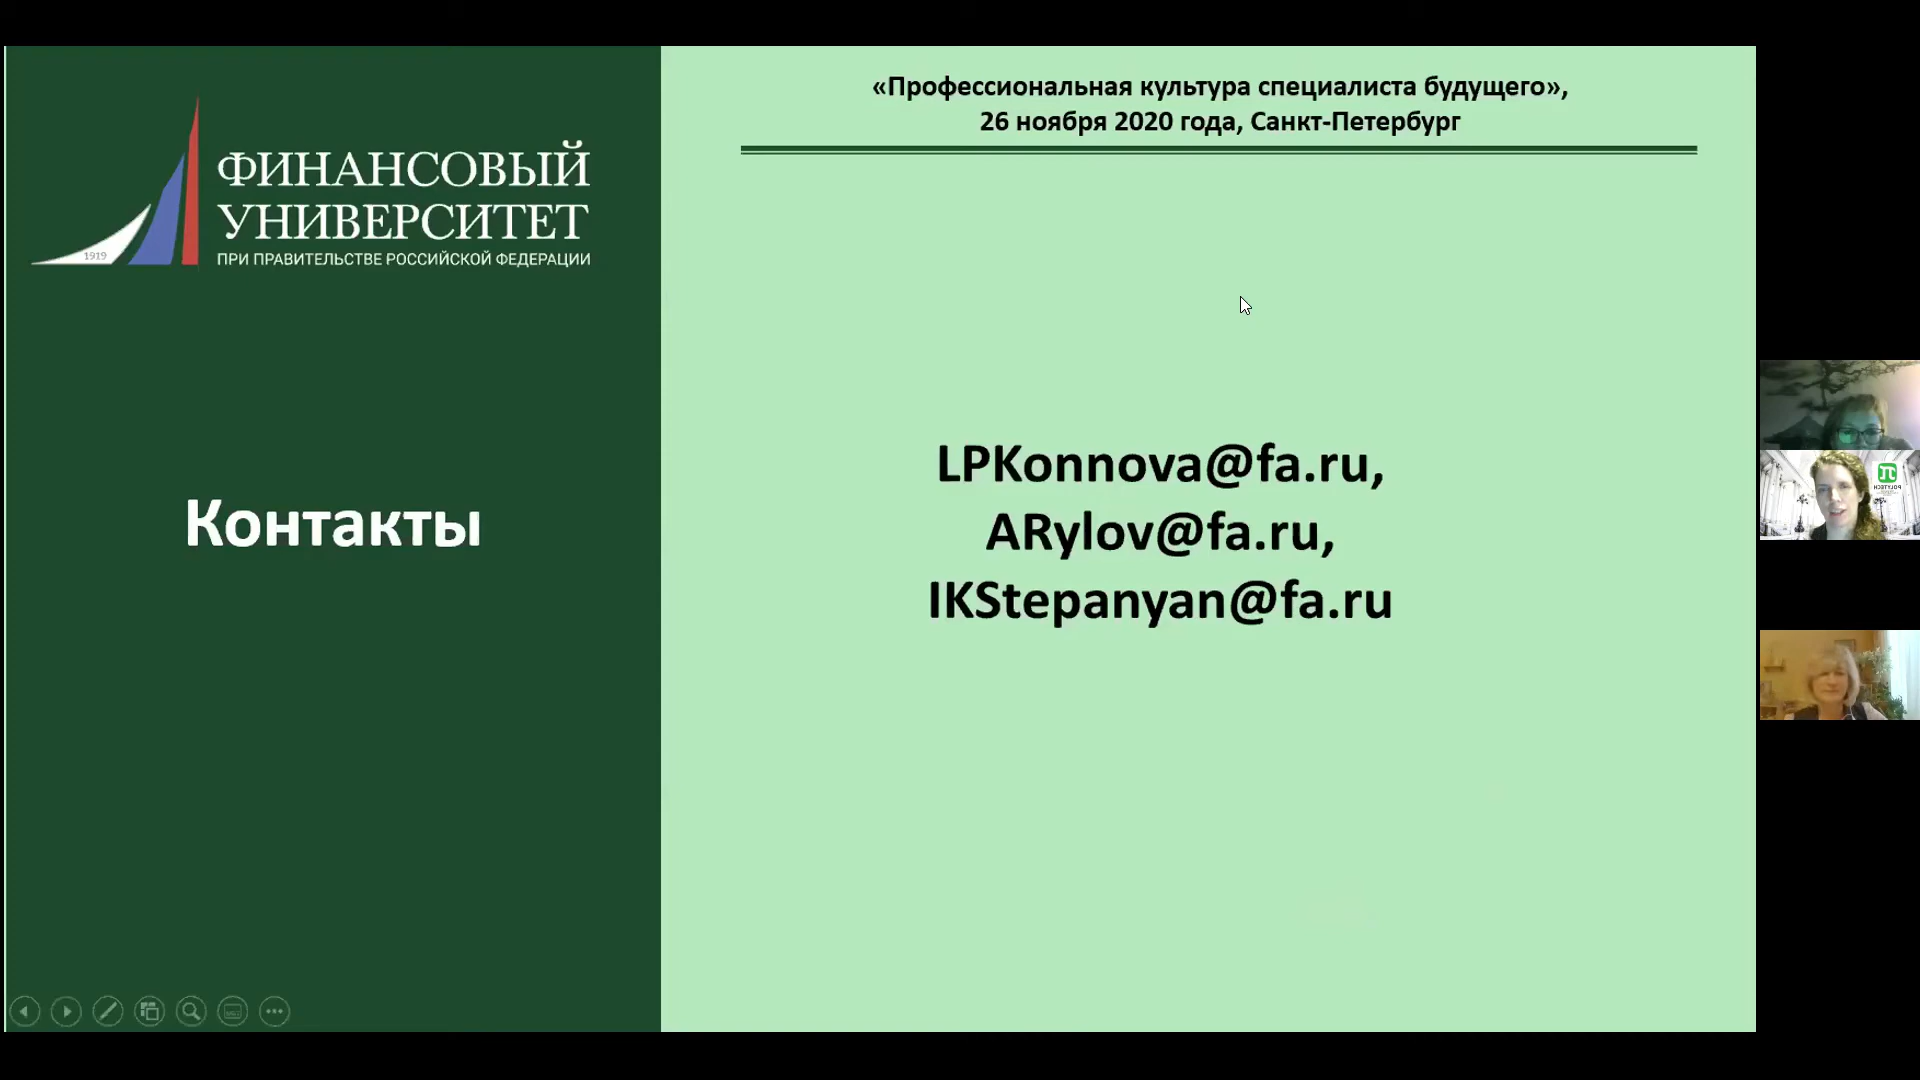 ФИНАНСОВЫЙ
УНИВЕРСИТЕТ
ПРИ ПРАВИТЕЛЬСТВЕ РОССИЙСКОЙ ФЕДЕРАЦИИ
1919
Контакты
«Профессиональная культура специалиста будущего»,
26 ноября 2020 года, Санкт-Петербург
LPKonnova@fa.ru,
ARylov@fa.ru,
IKStepanyan@fa.ru
POLYTECH